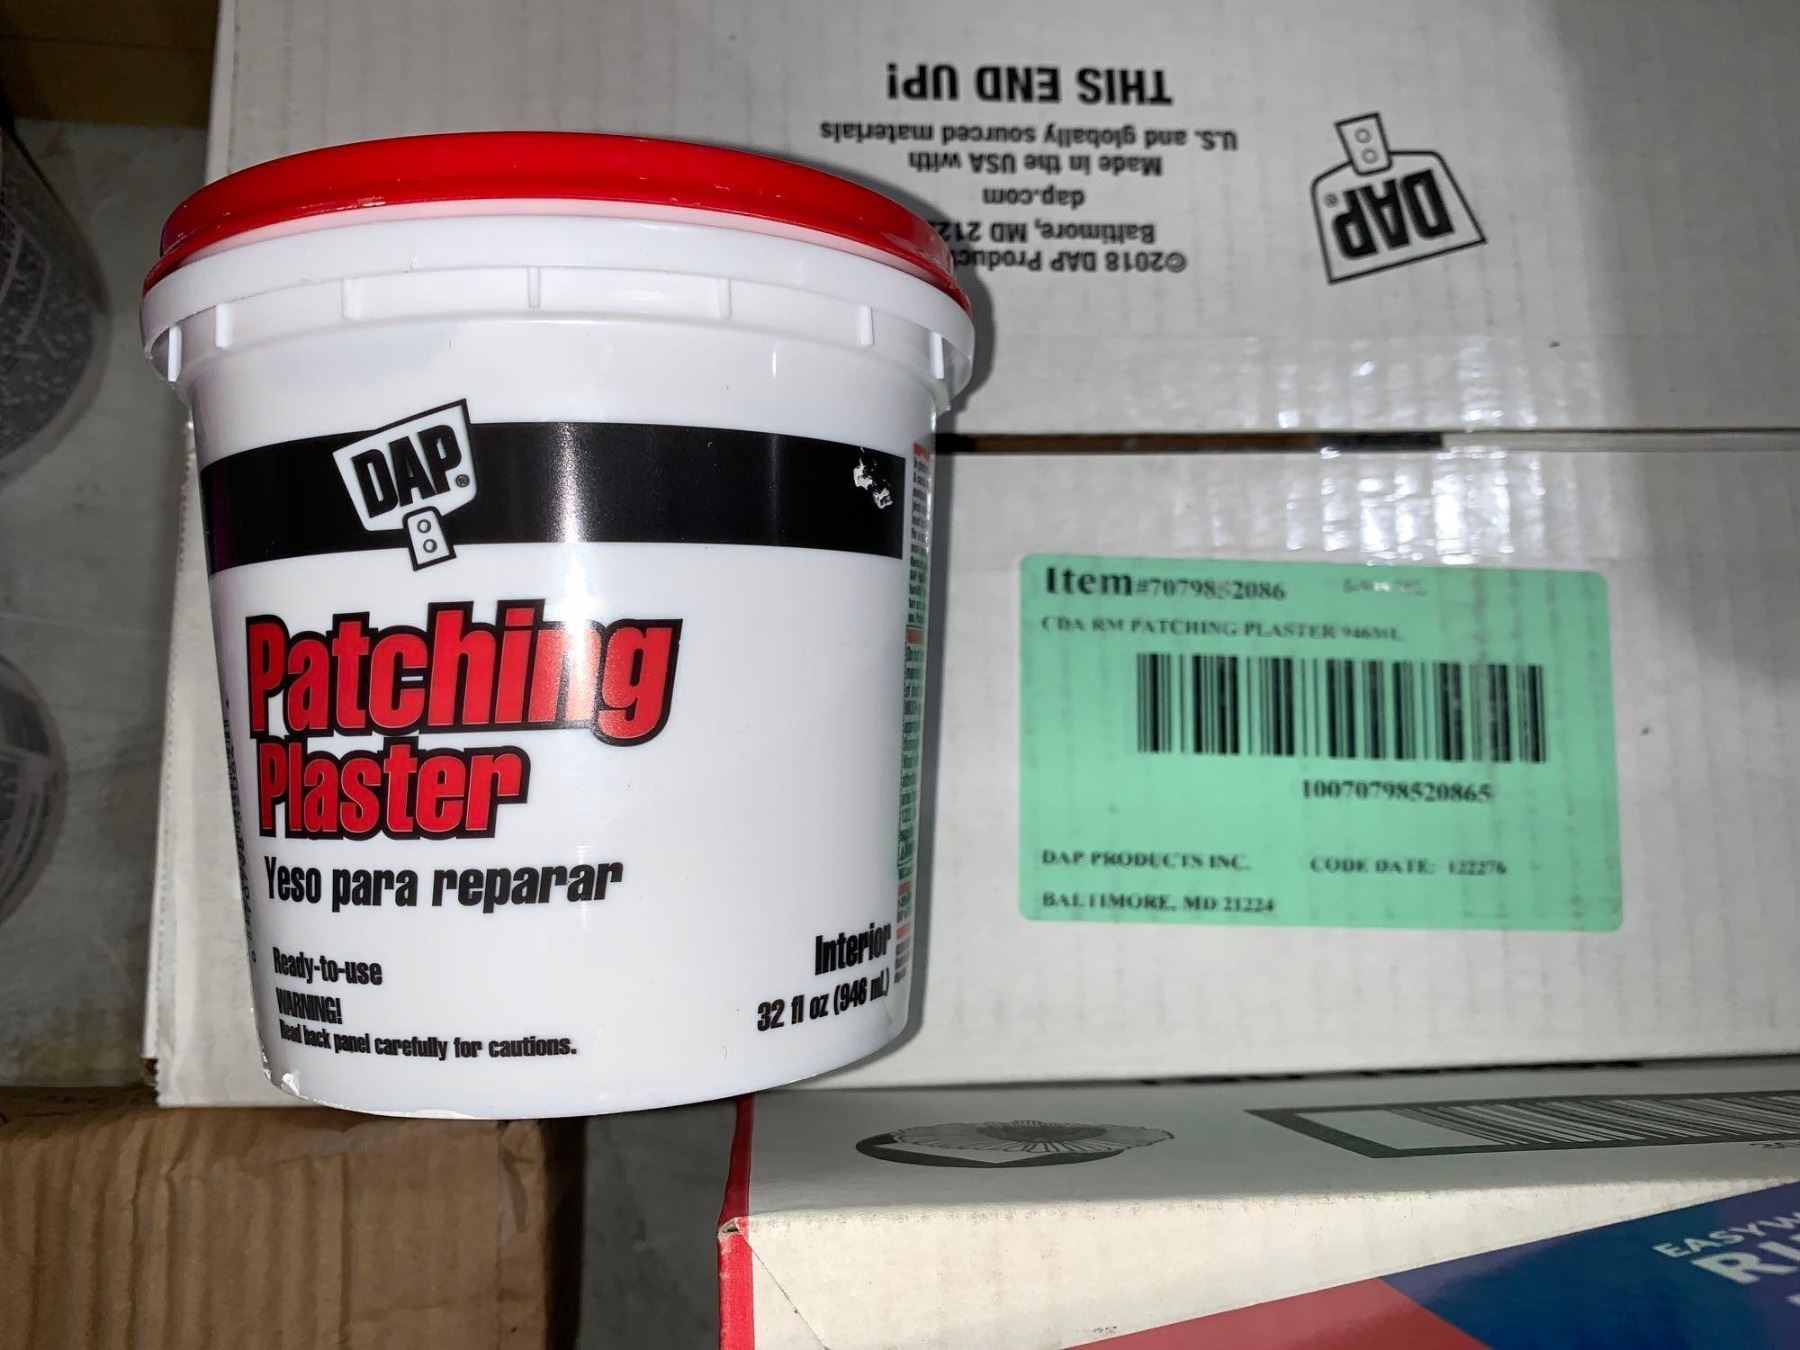 THIS END UP!
U.S. and globally sourced materials
Made in the USA with
dap.com
Baltimore, MD
©2018 DAP
DAP®
DAP®
Patching
Plaster
Yeso para reparar
Ready-to-use
WARNING!
Read back panel carefully for cautions.
Interior
32 fl oz (946 mL)
Item#7079852086
CDA RM PATCHING PLASTER 946ML
10070798520865
DAP PRODUCTS INC.
CODE DATE: 122276
BALTIMORE, MD 21224